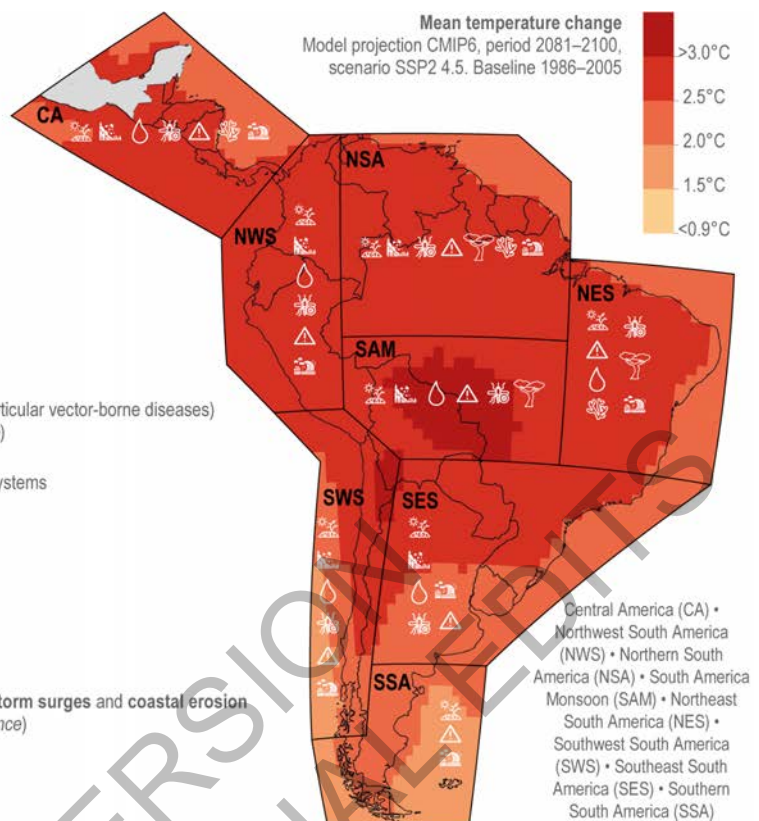 Mean temperature change
Model projection CMIP6, period 2081–2100,
scenario SSP2 4.5. Baseline 1986–2005
>3.0°C
2.5°C
2.0°C
1.5°C
<0.9°C
CA
NSA
NWS
NES
SAM
rticular vector-borne diseases)
)
ystems
SWS
SES
SSA
torm surges and coastal erosion
nce)
Central America (CA) •
Northwest South America
(NWS) • Northern South
America (NSA) • South America
Monsoon (SAM) • Northeast
South America (NES) •
Southwest South America
(SWS) • Southeast South
America (SES) • Southern
South America (SSA)
ERSION
NAL EDITS